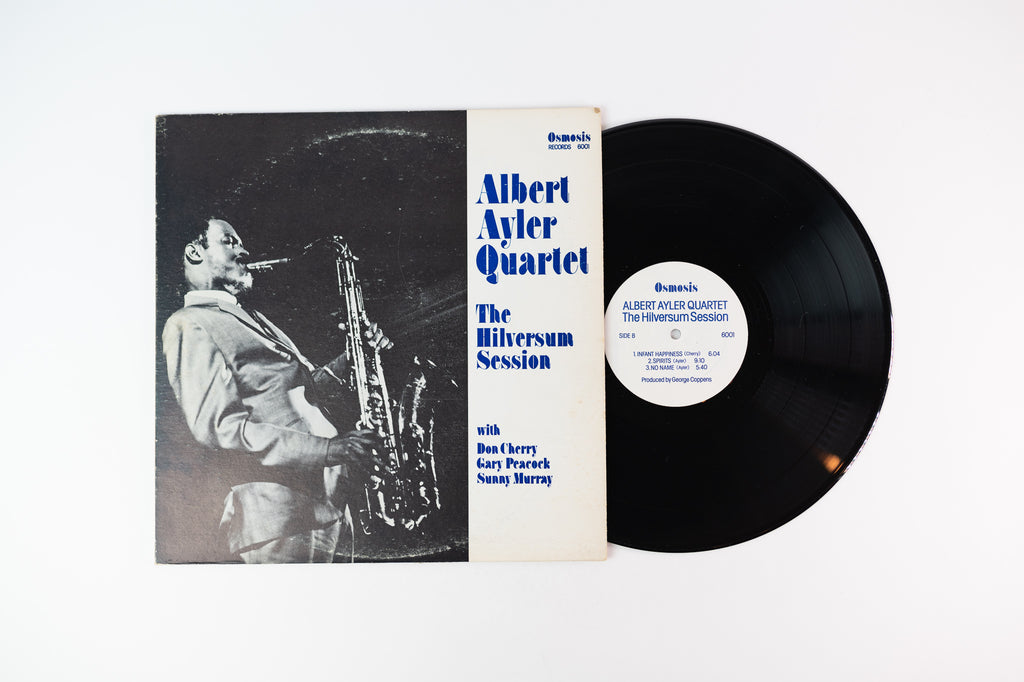 Osmosis
RECORDS 6001
Albert
Ayler
Quartet
The
Hilversum
Session
with
Don Cherry
Gary Peacock
Sunny Murray
Osmosis
ALBERT AYLER QUARTET
The Hilversum Session
SIDE B 6001
1. INFANT HAPPINESS (Cherry) 6.04
2. SPIRITS (Ayler) 9.10
3. NO NAME (Ayler) 5.40
Produced by George Coppens